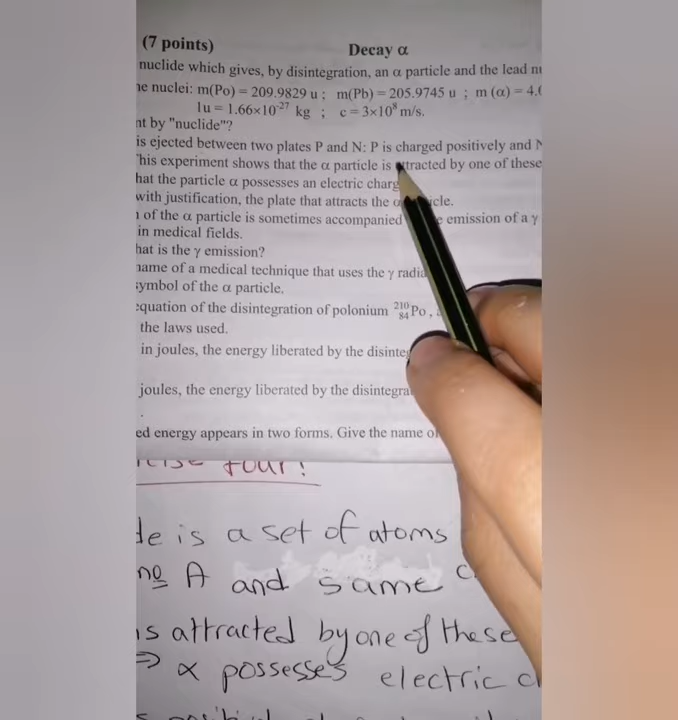 (7 points) Decay α
nuclide which gives, by disintegration, an α particle and the lead
nuclei: m(Po) = 209.9829 u ; m(Pb) = 205.9745 u ; m (α) = 4.
1u = 1.66×10⁻²⁷ kg ; c = 3×10⁸ m/s.
nt by "nuclide"?
is ejected between two plates P and N: P is charged positively and N
his experiment shows that the α particle is attracted by one of these
hat the particle α possesses an electric charg
with justification, the plate that attracts the
of the α particle is sometimes accompanied emission of a γ
in medical fields.
hat is the γ emission?
name of a medical technique that uses the γ radia
symbol of the α particle.
equation of the disintegration of polonium ²¹⁰₈₄Po ,
the laws used.
in joules, the energy liberated by the disinte
joules, the energy liberated by the disintegra
.
ed energy appears in two forms. Give the name o
four!
de is a set of atoms
no A and same
is attracted by one of these
⇒ α possesses electric c